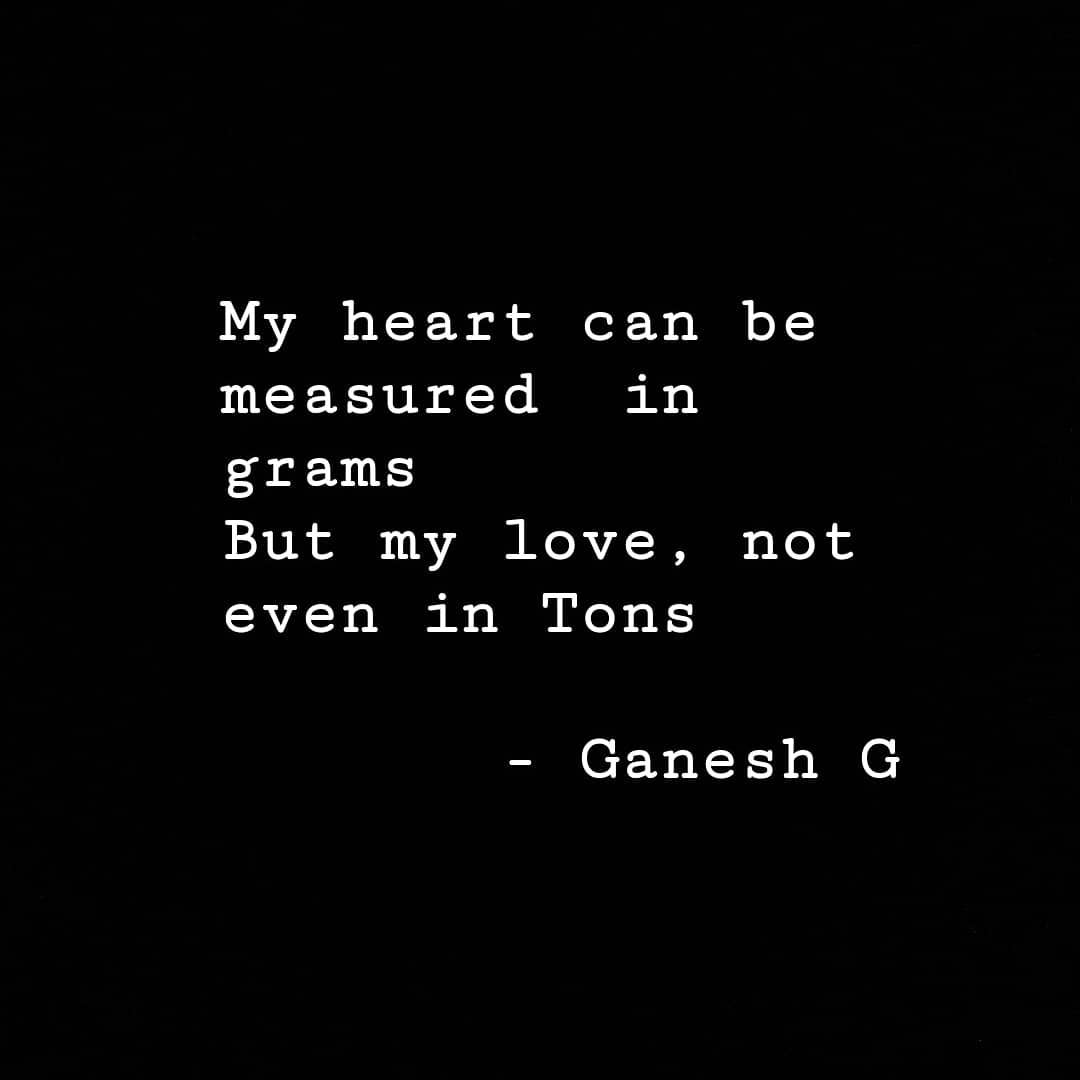 My heart can be
measured  in
grams
But my love, not
even in Tons
- Ganesh G